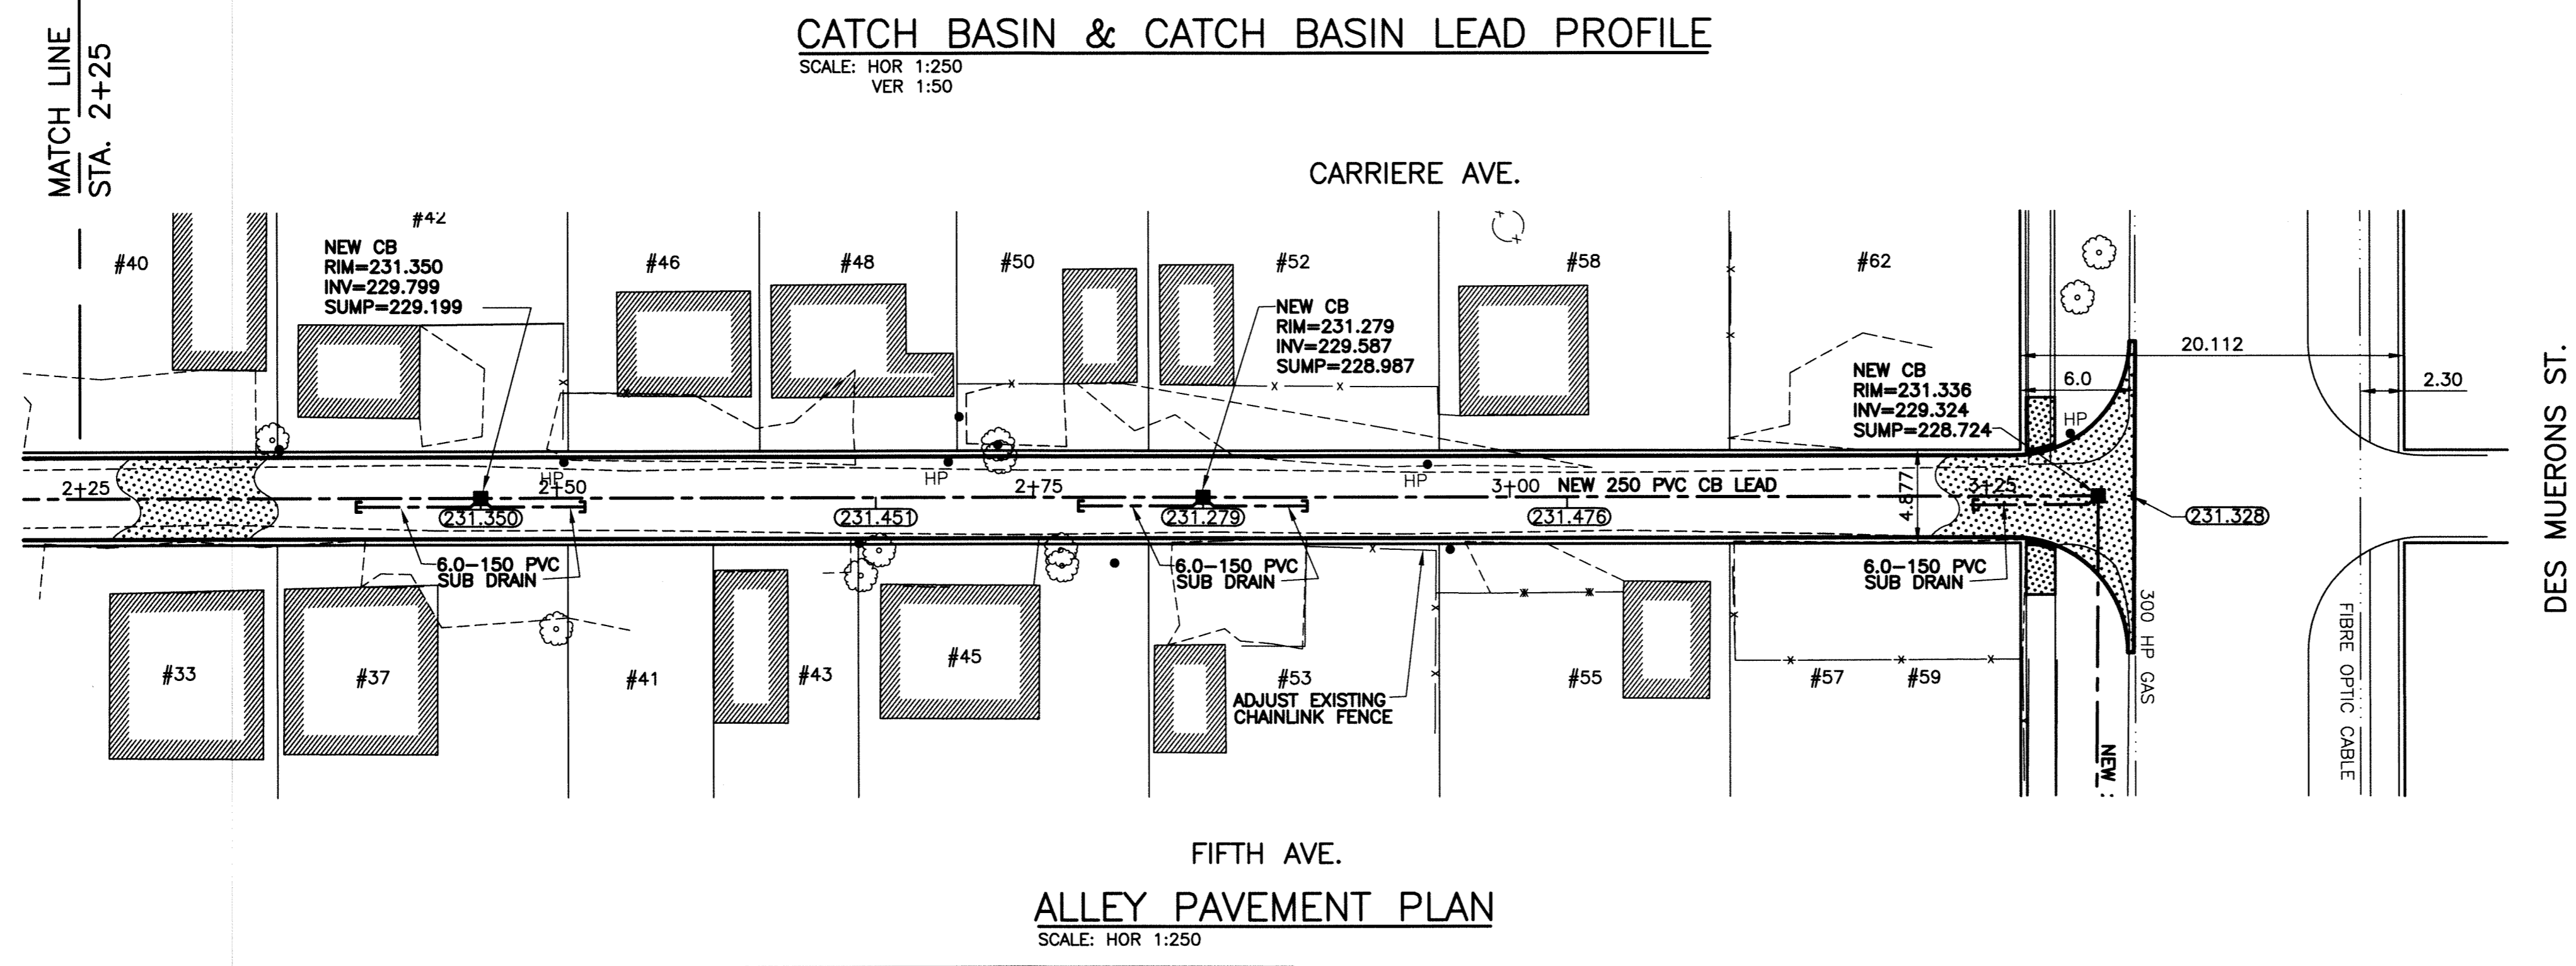 CATCH BASIN & CATCH BASIN LEAD PROFILE
SCALE: HOR 1:250
VER 1:50
MATCH LINE
STA. 2+25
CARRIERE AVE.
#40
#42
#46
#48
#50
#52
#58
#62
NEW CB
RIM=231.350
INV=229.799
SUMP=229.199
NEW CB
RIM=231.279
INV=229.587
SUMP=228.987
NEW CB
RIM=231.336
INV=229.324
SUMP=228.724
20.112
6.0
2.30
HP
HP
HP
HP
2+25
2+50
2+75
3+00
NEW 250 PVC CB LEAD
3+25
4.877
231.350
231.451
231.279
231.476
231.328
6.0-150 PVC
SUB DRAIN
6.0-150 PVC
SUB DRAIN
6.0-150 PVC
SUB DRAIN
#33
#37
#41
#43
#45
#53
#55
#57
#59
ADJUST EXISTING
CHAINLINK FENCE
NEW
300 HP GAS
FIBRE OPTIC CABLE
DES MUERONS ST.
FIFTH AVE.
ALLEY PAVEMENT PLAN
SCALE: HOR 1:250